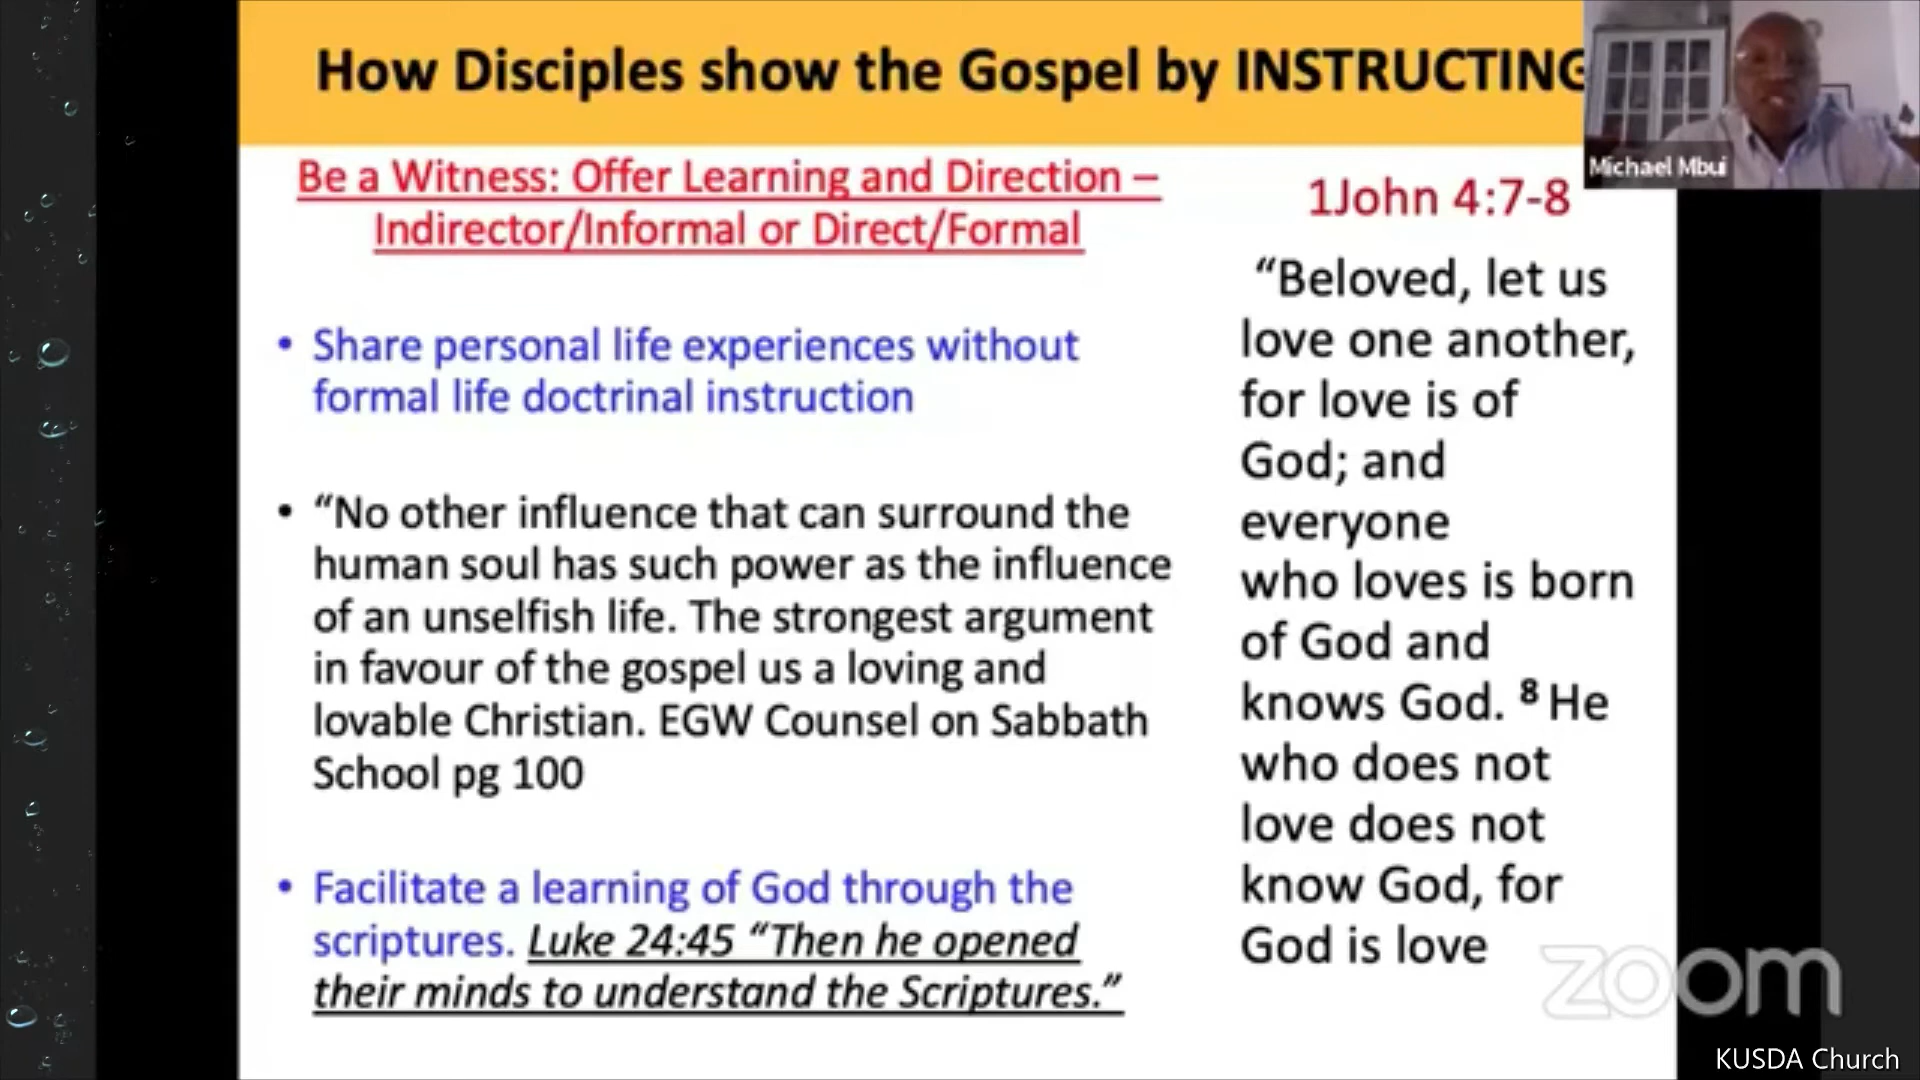 How Disciples show the Gospel by INSTRUCTING
Be a Witness: Offer Learning and Direction –
Indirector/Informal or Direct/Formal
• Share personal life experiences without
formal life doctrinal instruction
• “No other influence that can surround the
human soul has such power as the influence
of an unselfish life. The strongest argument
in favour of the gospel us a loving and
lovable Christian. EGW Counsel on Sabbath
School pg 100
• Facilitate a learning of God through the
scriptures. Luke 24:45 “Then he opened
their minds to understand the Scriptures.”
1John 4:7-8
“Beloved, let us
love one another,
for love is of
God; and
everyone
who loves is born
of God and
knows God. 8 He
who does not
love does not
know God, for
God is love
Michael Mbui
zoom
KUSDA Church